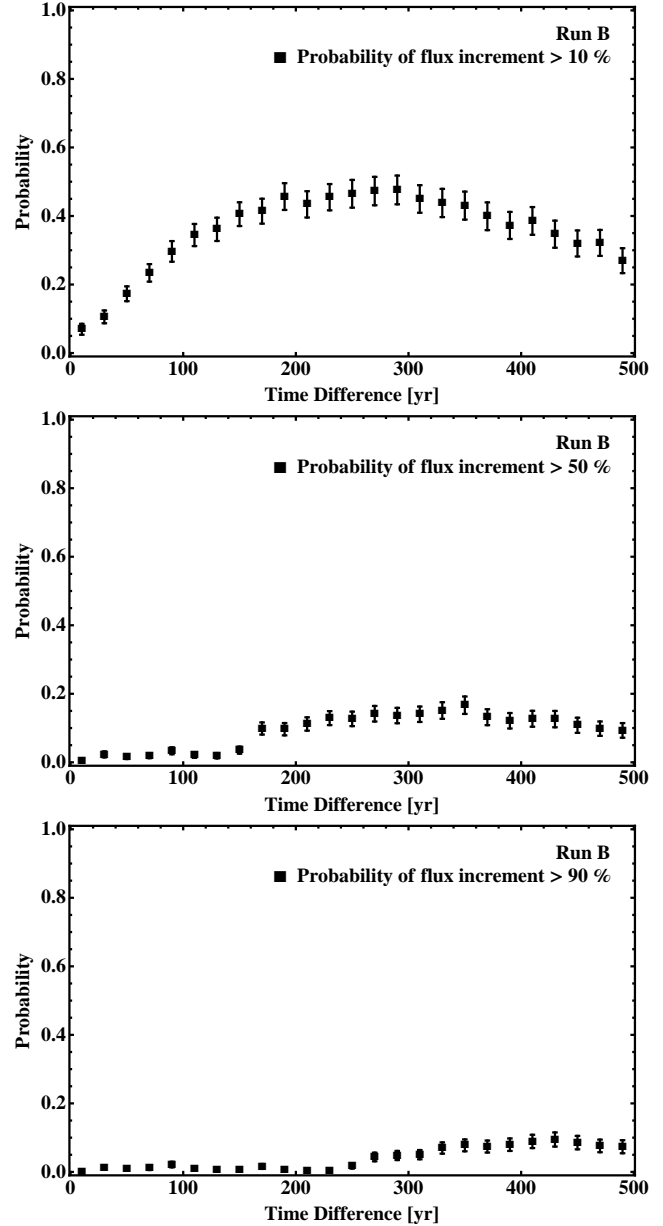 1.0
Run B
■ Probability of flux increment > 10 %
0.8
0.6
Probability
0.4
0.2
0.0
0 100 200 300 400 500
Time Difference [yr]
1.0
Run B
■ Probability of flux increment > 50 %
0.8
0.6
Probability
0.4
0.2
0.0
0 100 200 300 400 500
Time Difference [yr]
1.0
Run B
■ Probability of flux increment > 90 %
0.8
0.6
Probability
0.4
0.2
0.0
0 100 200 300 400 500
Time Difference [yr]